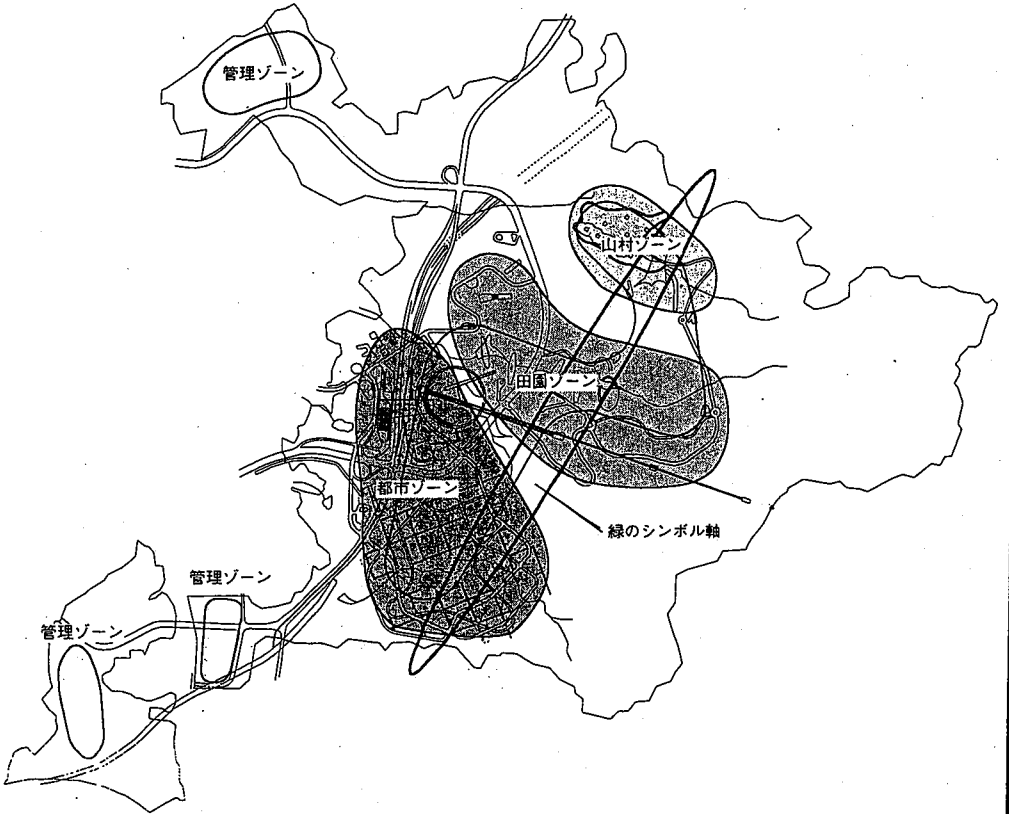 管理ゾーン
山村ゾーン
田園ゾーン
都市ゾーン
緑のシンボル軸
管理ゾーン
管理ゾーン